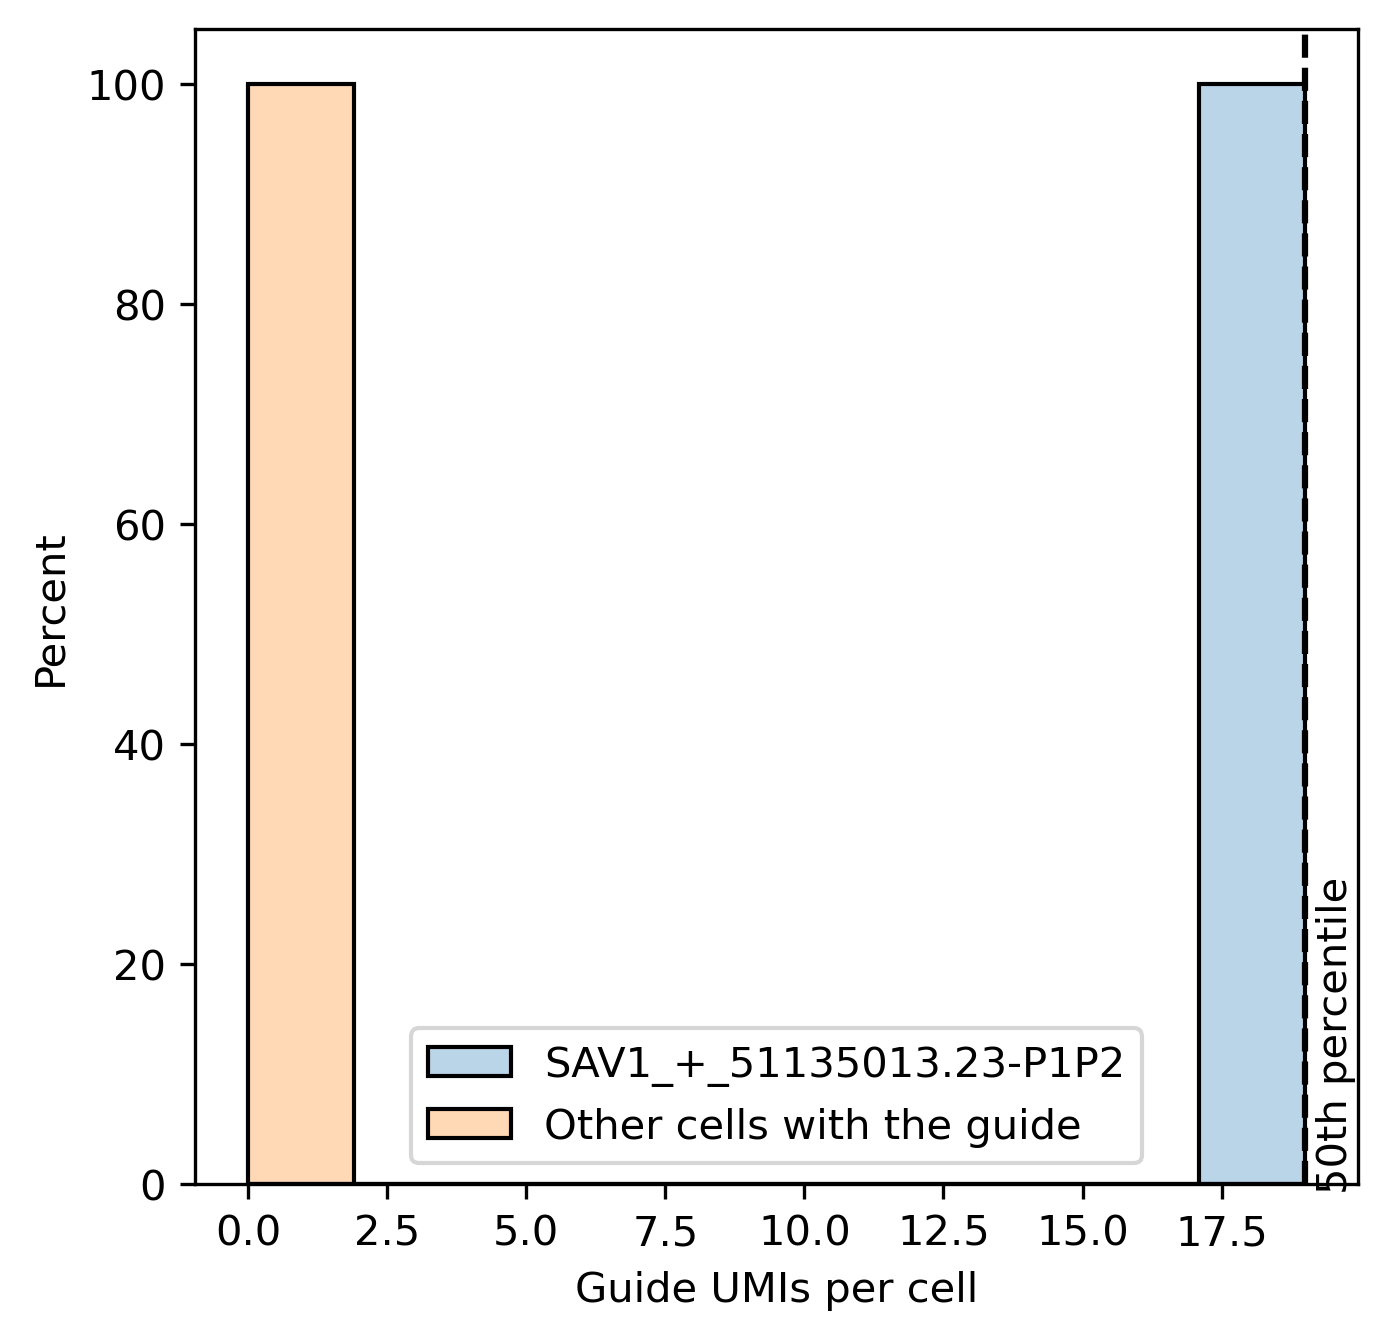 100
80
60
40
20
0
Percent
50th percentile
SAV1_+_51135013.23-P1P2
Other cells with the guide
0.0 2.5 5.0 7.5 10.0 12.5 15.0 17.5
Guide UMIs per cell